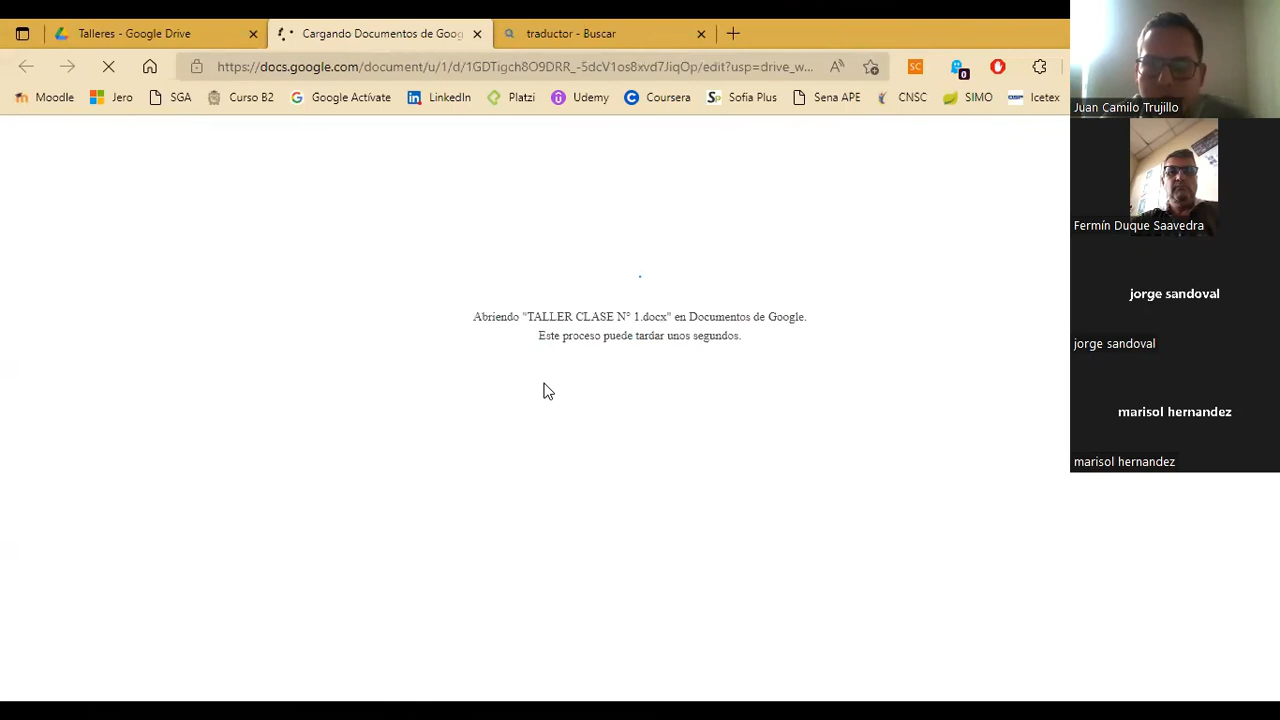 Talleres - Google Drive
Cargando Documentos de Goog
traductor - Buscar
https://docs.google.com/document/u/1/d/1GDTigch8O9DRR_-5dcV1os8xvd7JiqOp/edit?usp=drive_w...
SC
0
Moodle
Jero
SGA
Curso B2
Google Actívate
LinkedIn
Platzi
Udemy
Coursera
Sofia Plus
Sena APE
CNSC
SIMO
Icetex
Abriendo "TALLER CLASE N° 1.docx" en Documentos de Google.
Este proceso puede tardar unos segundos.
Juan Camilo Trujillo
Fermín Duque Saavedra
jorge sandoval
jorge sandoval
marisol hernandez
marisol hernandez